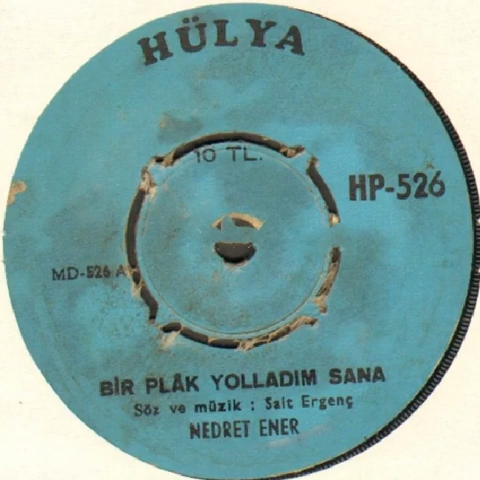 HÜLYA
10 TL.
HP-526
MD-526 A
BİR PLÂK YOLLADIM SANA
Söz ve müzik : Sait Ergenç
NEDRET ENER